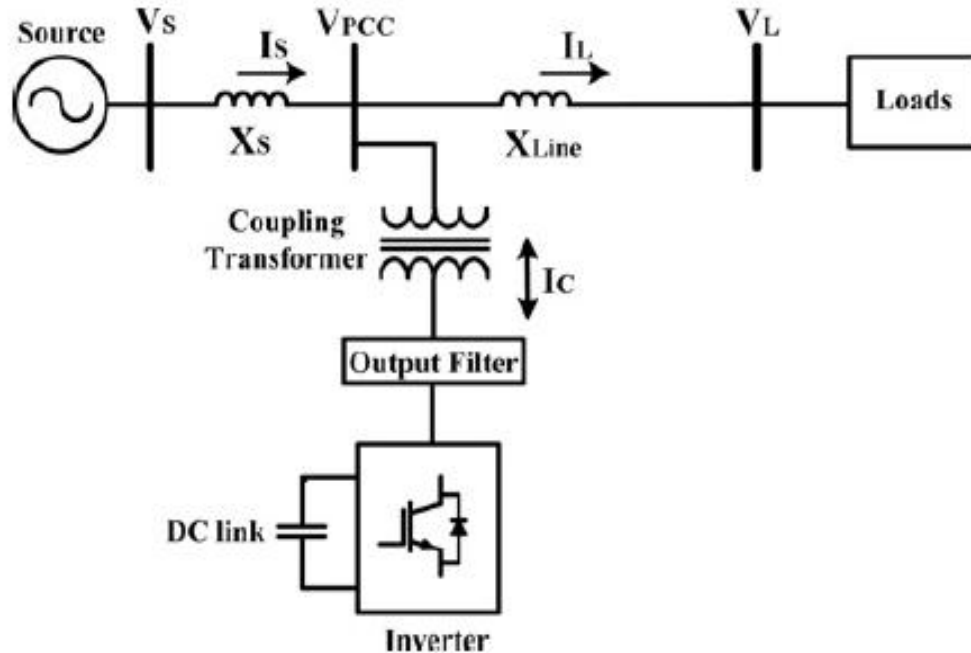 Source
VS
IS
VPCC
IL
VL
XS
XLine
Loads
Coupling
Transformer
IC
Output Filter
DC link
Inverter